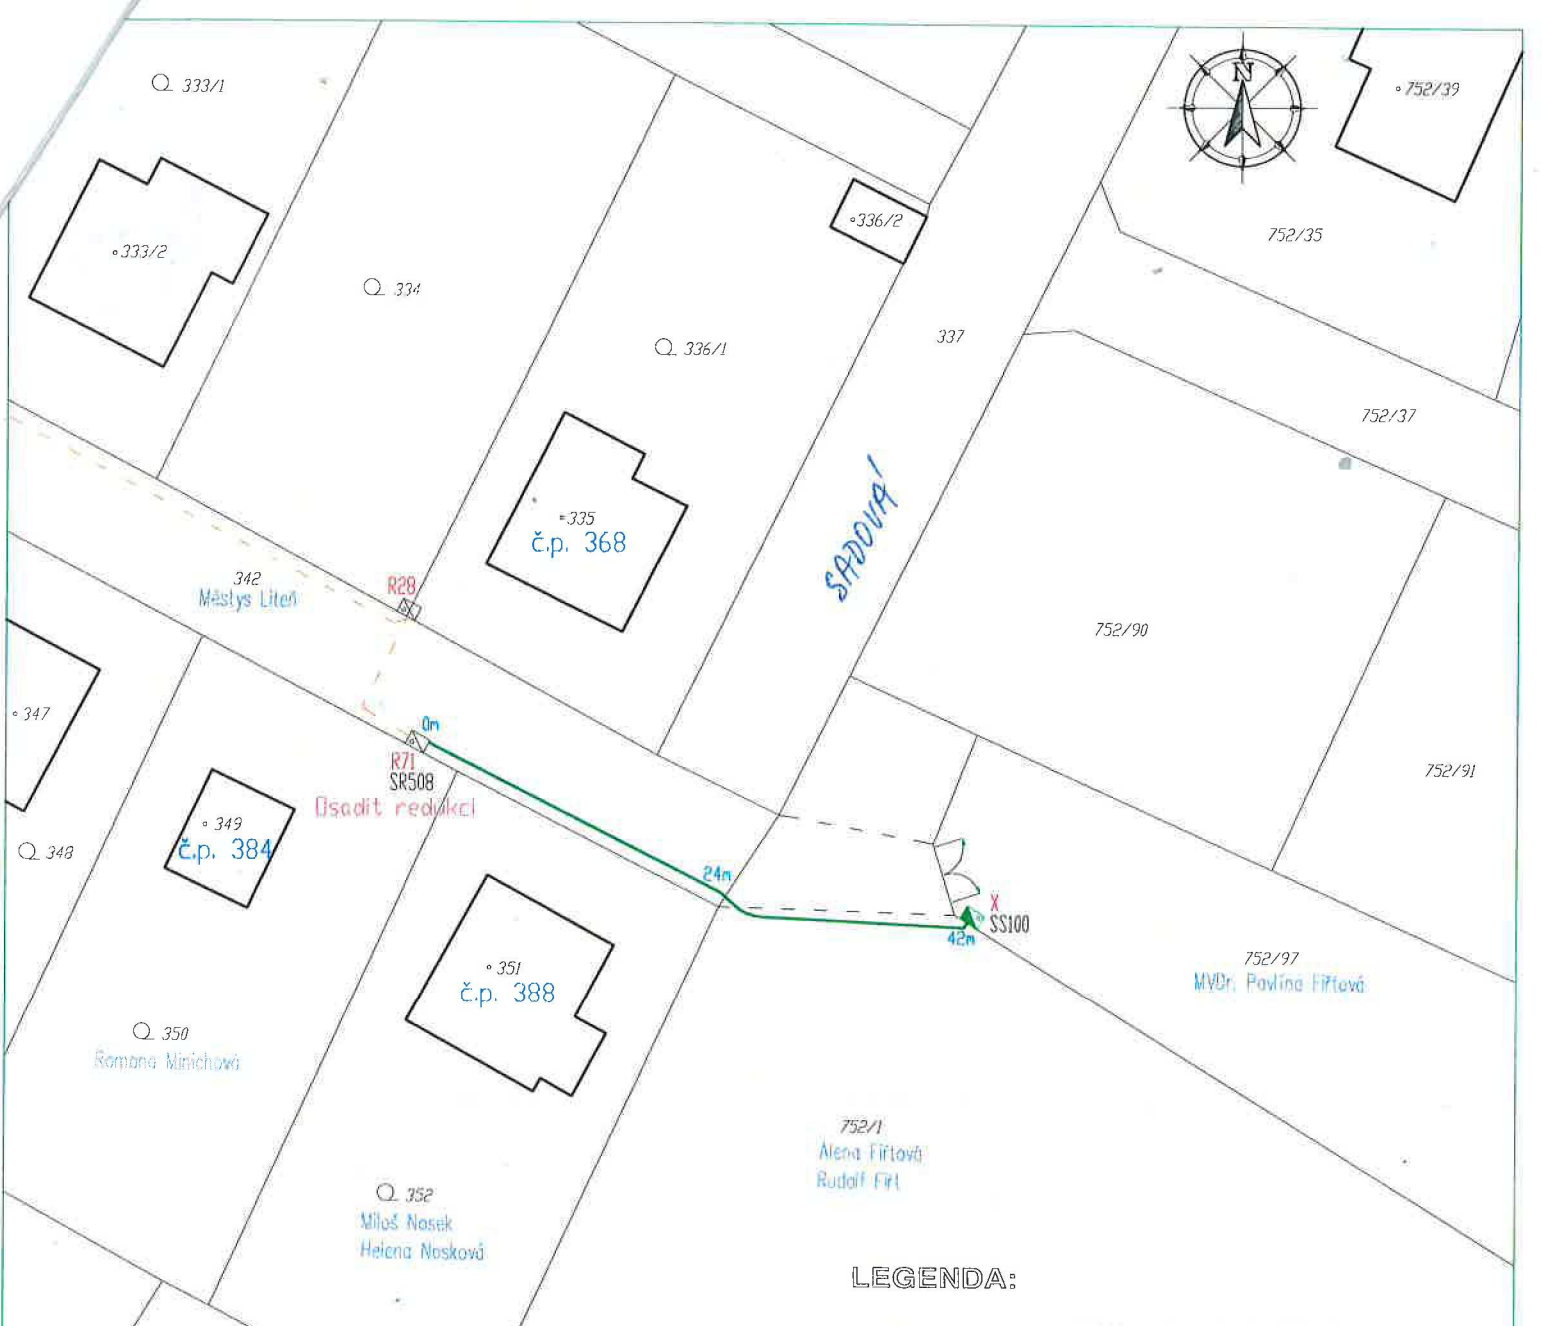 333/1
N
752/39
333/2
336/2
752/35
334
337
336/1
752/37
SADOVÁ
335
č.p. 368
342
Městys Liteň
R28
752/90
347
0m
R71
SR508
Osadit redukci
752/91
349
č.p. 384
348
24m
X
SS100
42m
351
č.p. 388
752/97
MVDr. Pavlína Fiřtová
350
Romana Minichová
752/1
Alena Fiřtová
Rudolf Fiřt
352
Miloš Nosek
Helena Nosková
LEGENDA: